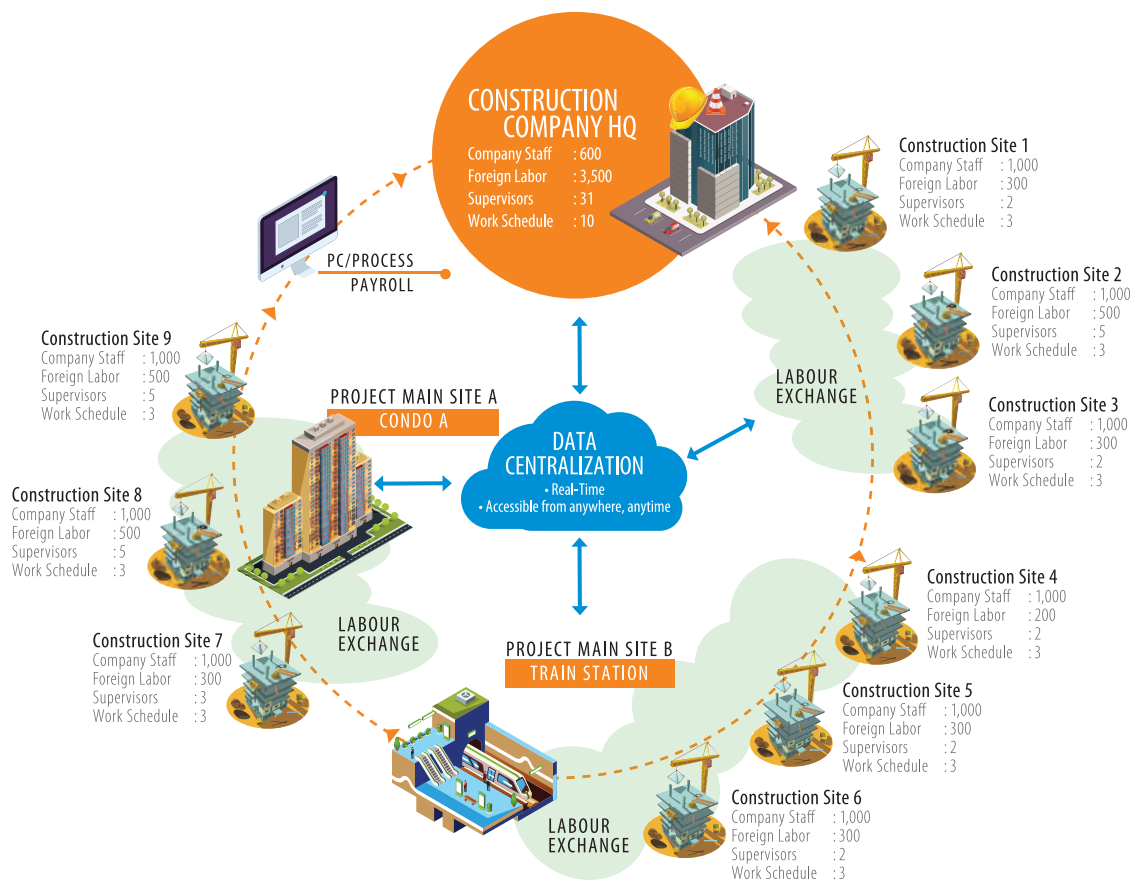 CONSTRUCTION
COMPANY HQ
Company Staff : 600
Foreign Labor : 3,500
Supervisors : 31
Work Schedule : 10
PC/PROCESS
PAYROLL
Construction Site 1
Company Staff : 1,000
Foreign Labor : 300
Supervisors : 2
Work Schedule : 3
Construction Site 2
Company Staff : 1,000
Foreign Labor : 500
Supervisors : 5
Work Schedule : 3
LABOUR
EXCHANGE
Construction Site 3
Company Staff : 1,000
Foreign Labor : 300
Supervisors : 2
Work Schedule : 3
Construction Site 9
Company Staff : 1,000
Foreign Labor : 500
Supervisors : 5
Work Schedule : 3
PROJECT MAIN SITE A
CONDO A
DATA
CENTRALIZATION
• Real-Time
• Accessible from anywhere, anytime
Construction Site 8
Company Staff : 1,000
Foreign Labor : 500
Supervisors : 5
Work Schedule : 3
Construction Site 4
Company Staff : 1,000
Foreign Labor : 200
Supervisors : 2
Work Schedule : 3
LABOUR
EXCHANGE
Construction Site 7
Company Staff : 1,000
Foreign Labor : 300
Supervisors : 3
Work Schedule : 3
PROJECT MAIN SITE B
TRAIN STATION
Construction Site 5
Company Staff : 1,000
Foreign Labor : 300
Supervisors : 2
Work Schedule : 3
LABOUR
EXCHANGE
Construction Site 6
Company Staff : 1,000
Foreign Labor : 300
Supervisors : 2
Work Schedule : 3